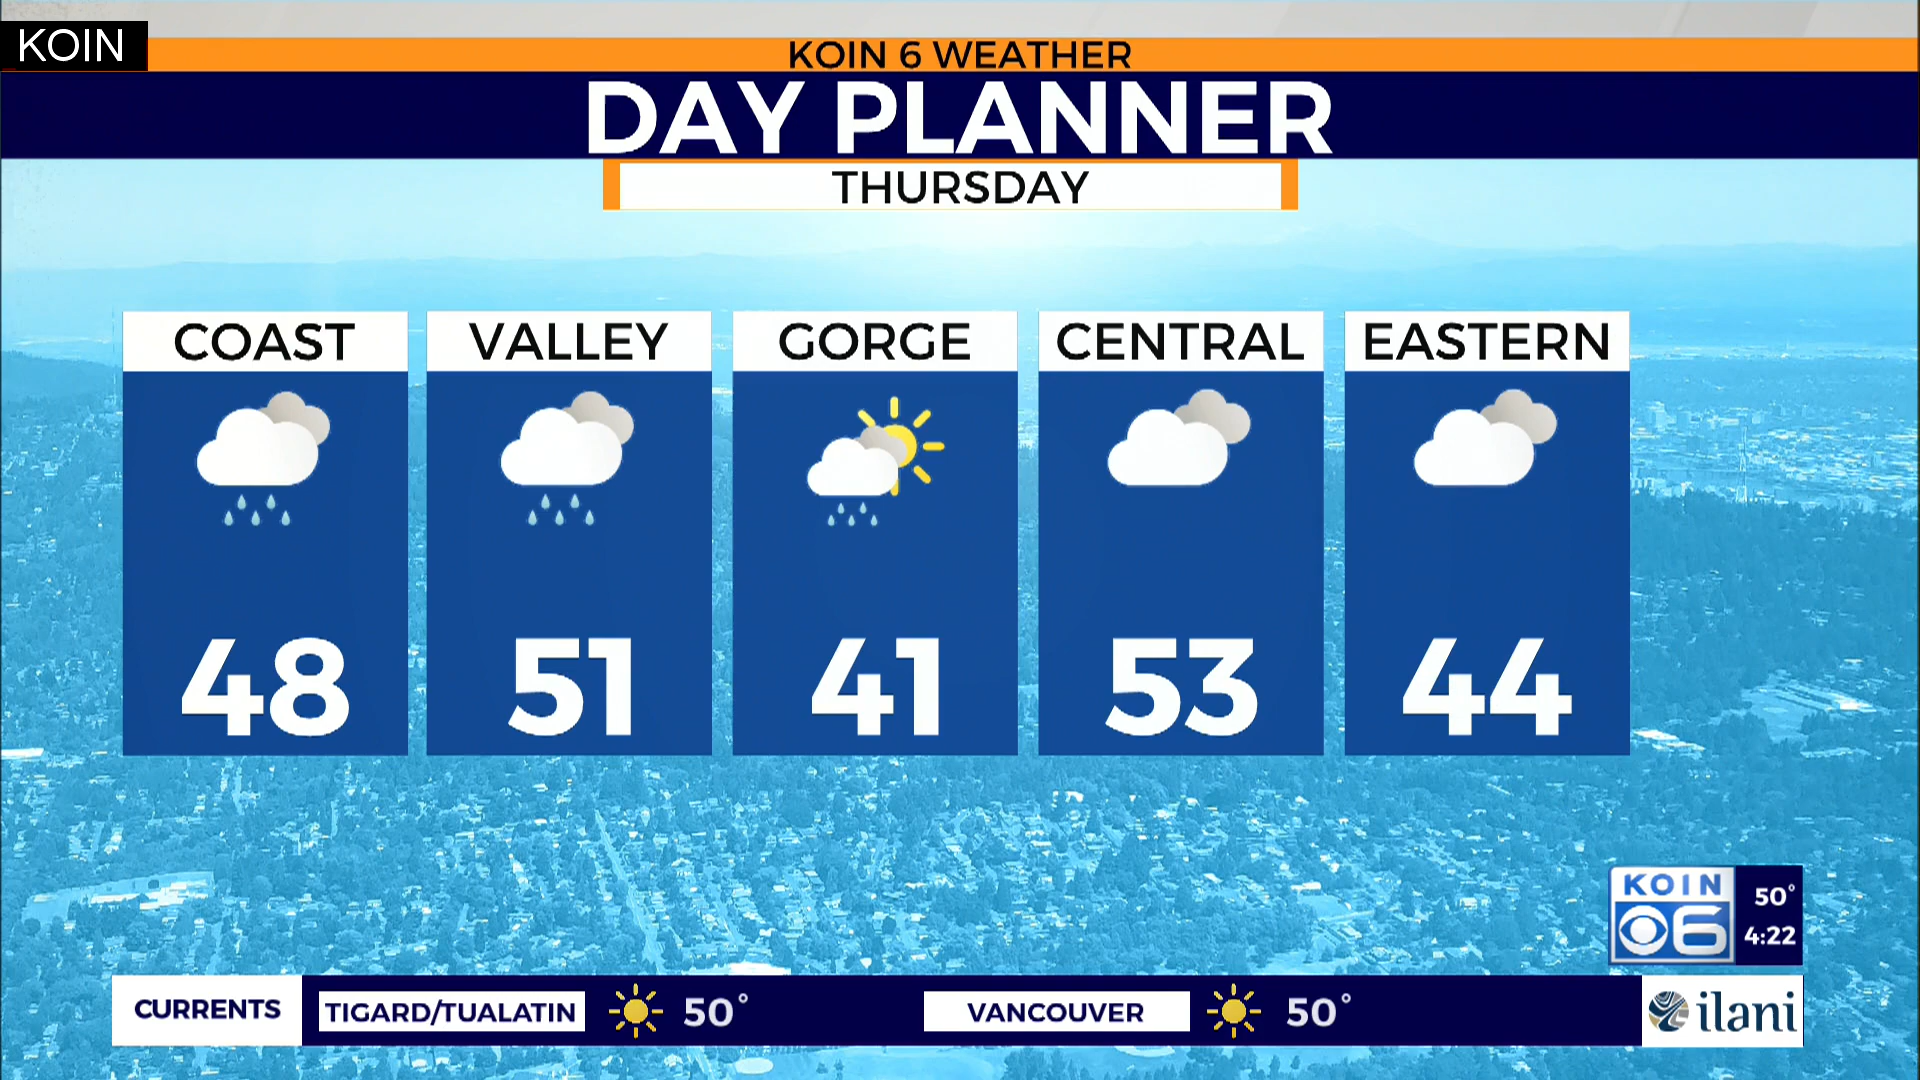 KOIN
KOIN 6 WEATHER
DAY PLANNER
THURSDAY
COAST
VALLEY
GORGE
CENTRAL
EASTERN
48
51
41
53
44
KOIN
6
50°
4:22
CURRENTS
TIGARD/TUALATIN
50°
VANCOUVER
50°
ilani